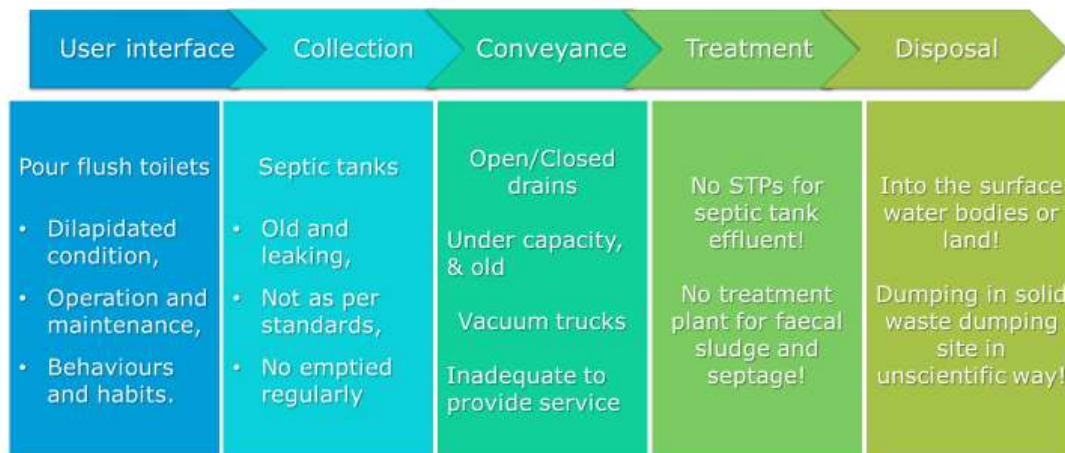 User interface
Collection
Conveyance
Treatment
Disposal
Pour flush toilets
• Dilapidated
condition,
• Operation and
maintenance,
• Behaviours
and habits.
Septic tanks
• Old and
leaking,
• Not as per
standards,
• No emptied
regularly
Open/Closed
drains
Under capacity,
& old
Vacuum trucks
Inadequate to
provide service
No STPs for
septic tank
effluent!
No treatment
plant for faecal
sludge and
septage!
Into the surface
water bodies or
land!
Dumping in solid
waste dumping
site in
unscientific way!